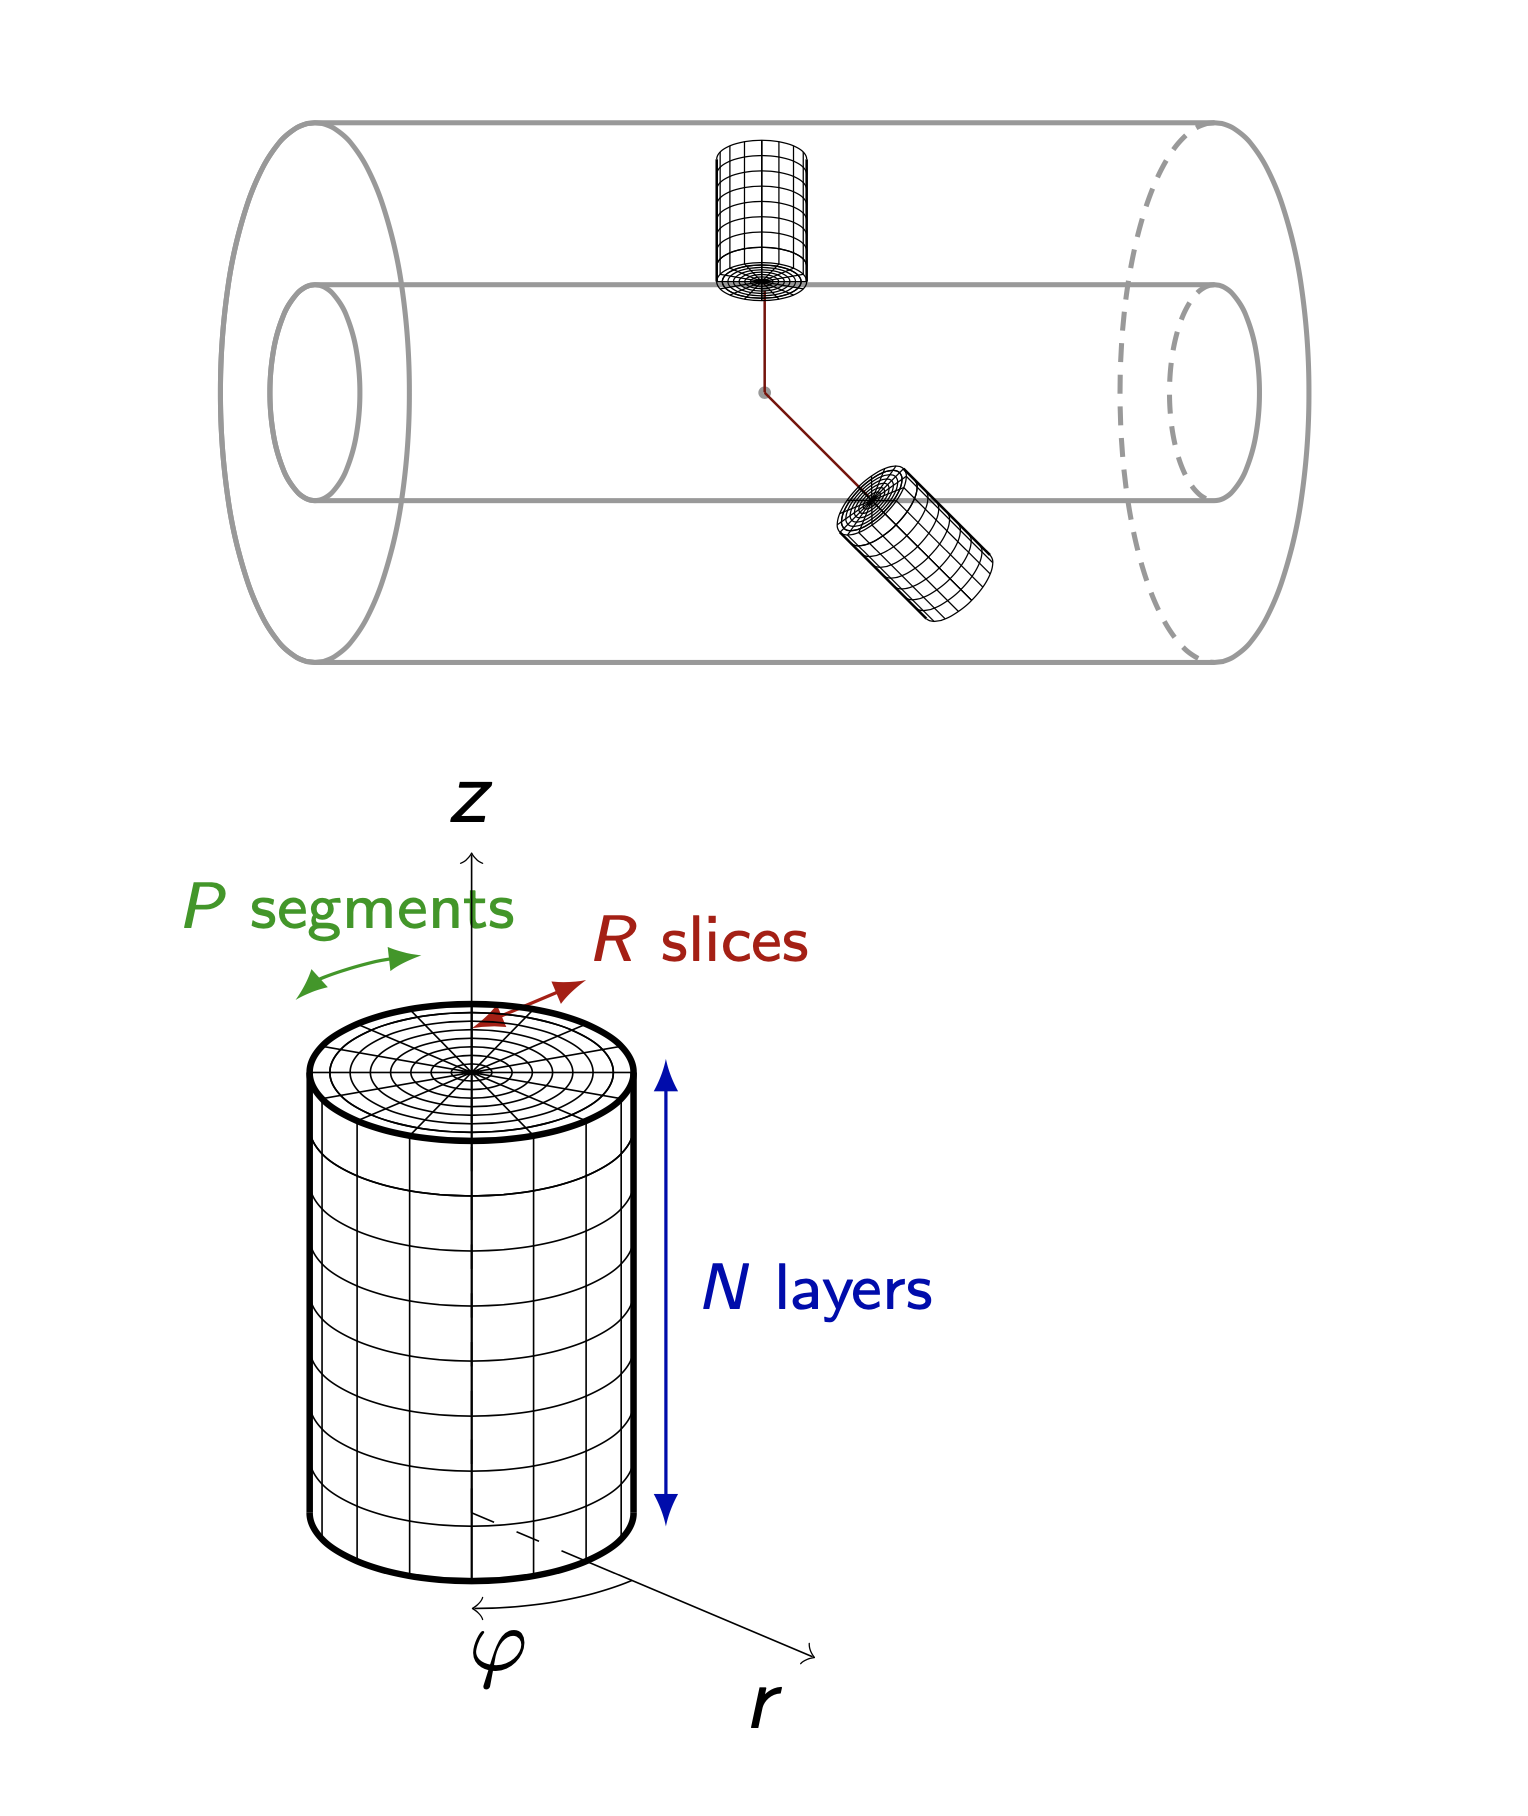 z
P segments
R slices
N layers
φ
r